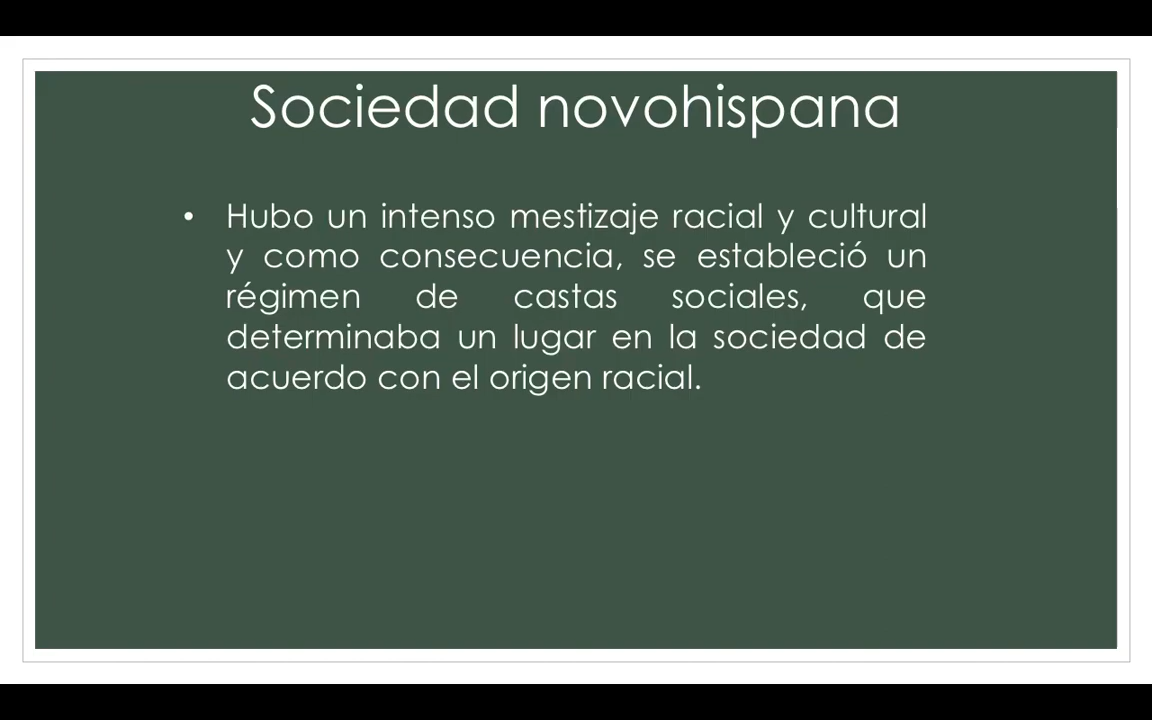 Sociedad novohispana
• Hubo un intenso mestizaje racial y cultural
y como consecuencia, se estableció un
régimen de castas sociales, que
determinaba un lugar en la sociedad de
acuerdo con el origen racial.